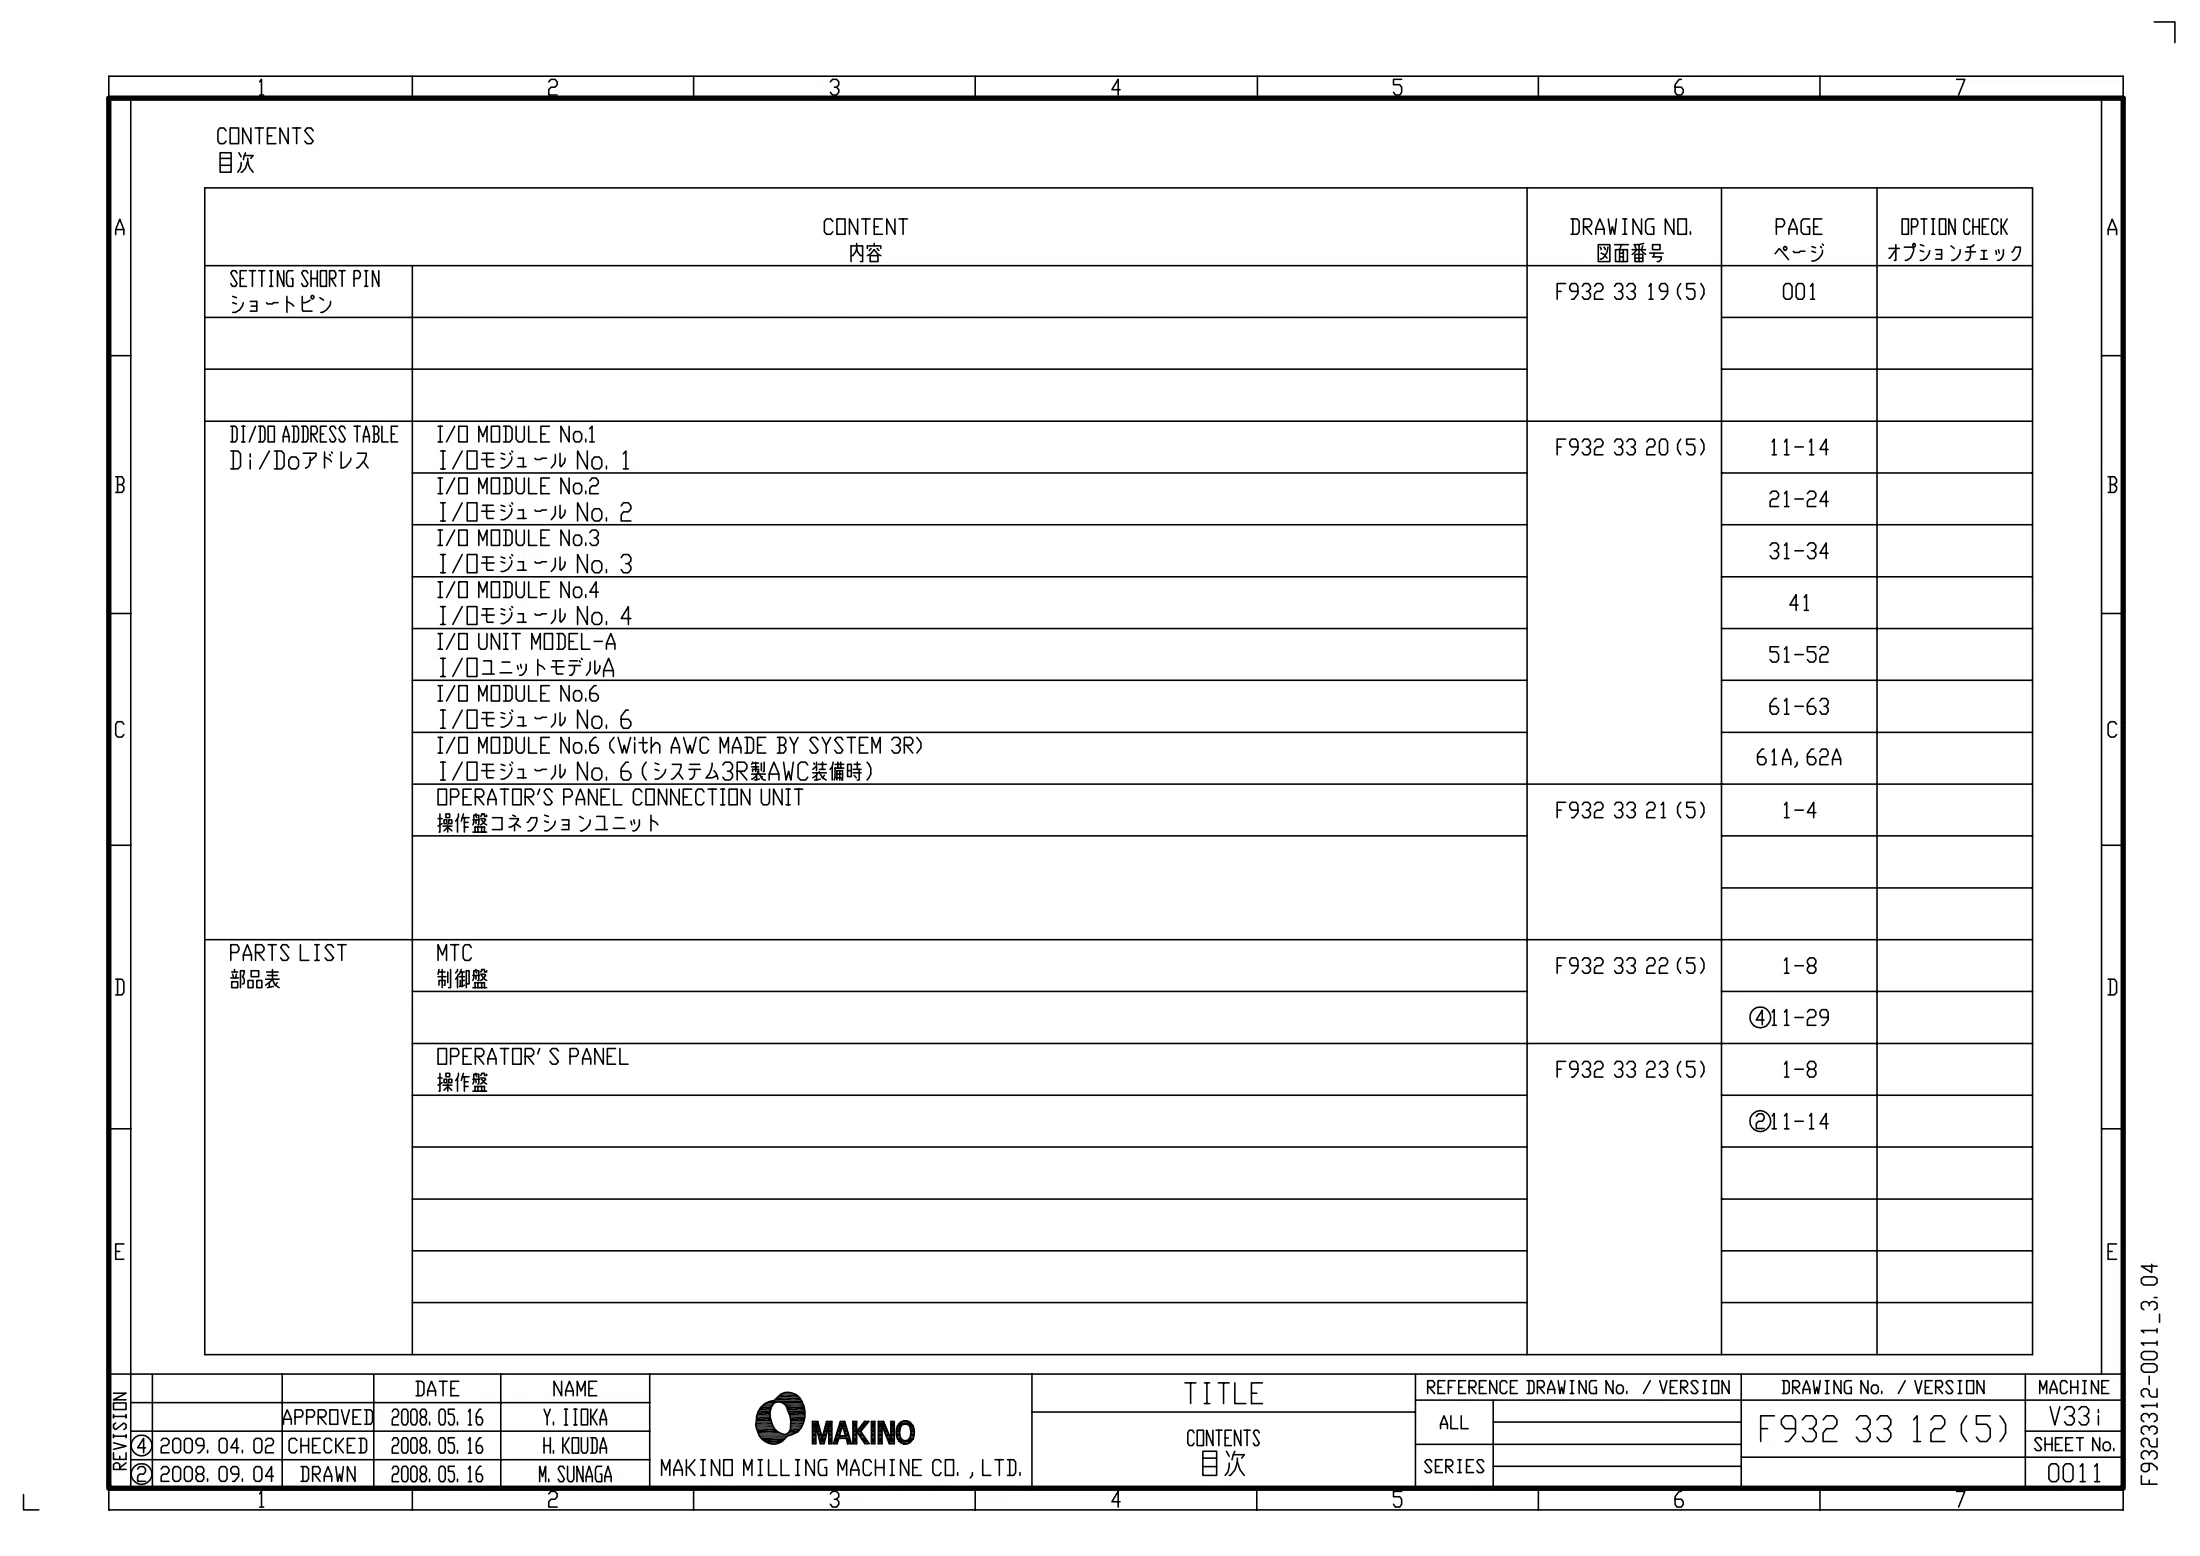 1 2 3 4 5 6 7
CONTENTS
目次
CONTENT DRAWING NO. PAGE OPTION CHECK
内容 図面番号 ページ オプションチェック
A A
SETTING SHORT PIN
ショートピン
F932 33 19(5) 001
DI/DO ADDRESS TABLE
Di/Doアドレス
I/O MODULE No.1
I/Oモジュール No. 1
F932 33 20(5) 11-14
B B
I/O MODULE No.2
I/Oモジュール No. 2
21-24
I/O MODULE No.3
I/Oモジュール No. 3
31-34
I/O MODULE No.4
I/Oモジュール No. 4
41
I/O UNIT MODEL-A
I/OユニットモデルA
51-52
I/O MODULE No.6
I/Oモジュール No. 6
61-63
C C
I/O MODULE No.6 (With AWC MADE BY SYSTEM 3R)
I/Oモジュール No. 6 (システム3R製AWC装備時)
61A, 62A
OPERATOR'S PANEL CONNECTION UNIT
操作盤コネクションユニット
F932 33 21(5) 1-4
PARTS LIST
部品表
MTC
制御盤
F932 33 22(5) 1-8
D D
④11-29
OPERATOR' S PANEL
操作盤
F932 33 23(5) 1-8
②11-14
E E
REVISION
DATE NAME
APPROVED 2008. 05. 16 Y. IIOKA
④ 2009. 04. 02 CHECKED 2008. 05. 16 H. KOUDA
② 2008. 09. 04 DRAWN 2008. 05. 16 M. SUNAGA
MAKINO
MAKINO MILLING MACHINE CO. , LTD.
TITLE
CONTENTS
目次
REFERENCE DRAWING No. / VERSION
ALL
SERIES
DRAWING No. / VERSION
F932 33 12(5)
MACHINE
V33i
SHEET No.
0011
1 2 3 4 5 6 7
F9323312-0011_3. 04